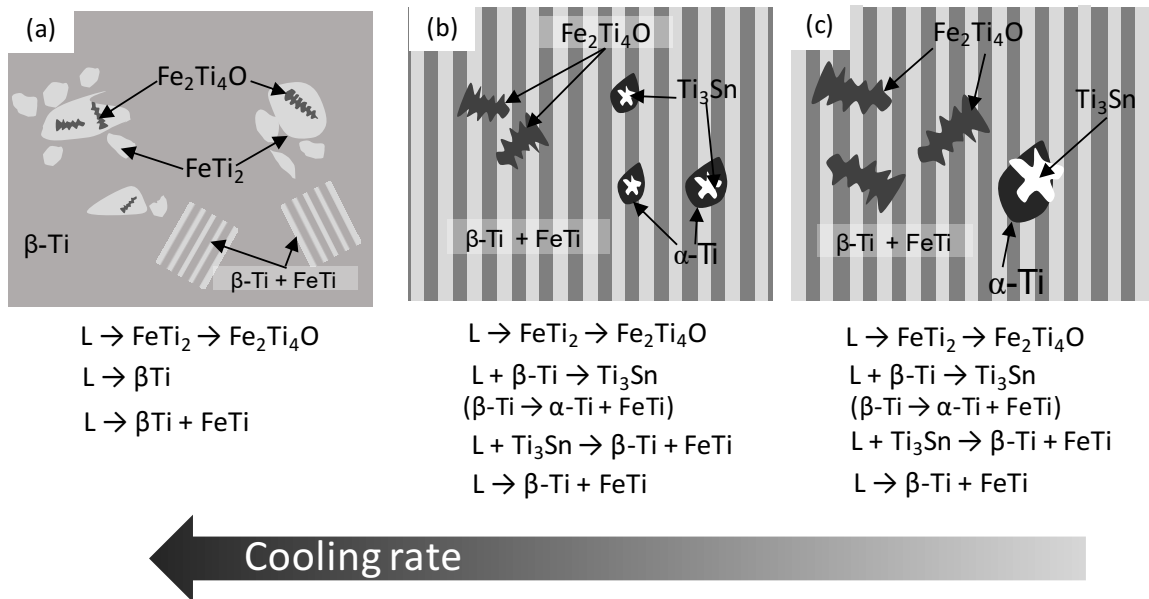 (a)
Fe₂Ti₄O
FeTi₂
β-Ti
β-Ti + FeTi
L → FeTi₂ → Fe₂Ti₄O
L → βTi
L → βTi + FeTi
(b)
Fe₂Ti₄O
Ti₃Sn
β-Ti + FeTi
α-Ti
L → FeTi₂ → Fe₂Ti₄O
L + β-Ti → Ti₃Sn
(β-Ti → α-Ti + FeTi)
L + Ti₃Sn → β-Ti + FeTi
L → β-Ti + FeTi
(c)
Fe₂Ti₄O
Ti₃Sn
β-Ti + FeTi
α-Ti
L → FeTi₂ → Fe₂Ti₄O
L + β-Ti → Ti₃Sn
(β-Ti → α-Ti + FeTi)
L + Ti₃Sn → β-Ti + FeTi
L → β-Ti + FeTi
Cooling rate